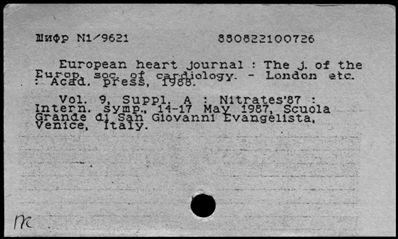 Шифр N1/9621 880822100726
European heart journal : The j. of the
Europ. soc. of cardiology. - London etc.
: Acad. press, 1988.
Vol. 9, Suppl. A : Nitrates'87 :
Intern. symp., 14-17 May 1987, Scuola
Grande di San Giovanni Evangelista,
Venice, Italy.